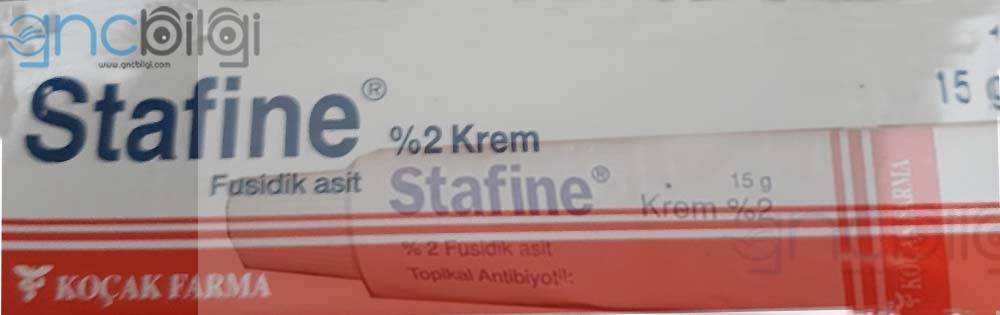 gncbilgi
www.gncbilgi.com
Stafine®
%2 Krem
15 g
Fusidik asit
Stafine®
15 g
Krem %2
% 2 Fusidik asit
Topikal Antibiyotik
gncbilgi
KOÇAK FARMA
KOÇAK FARMA